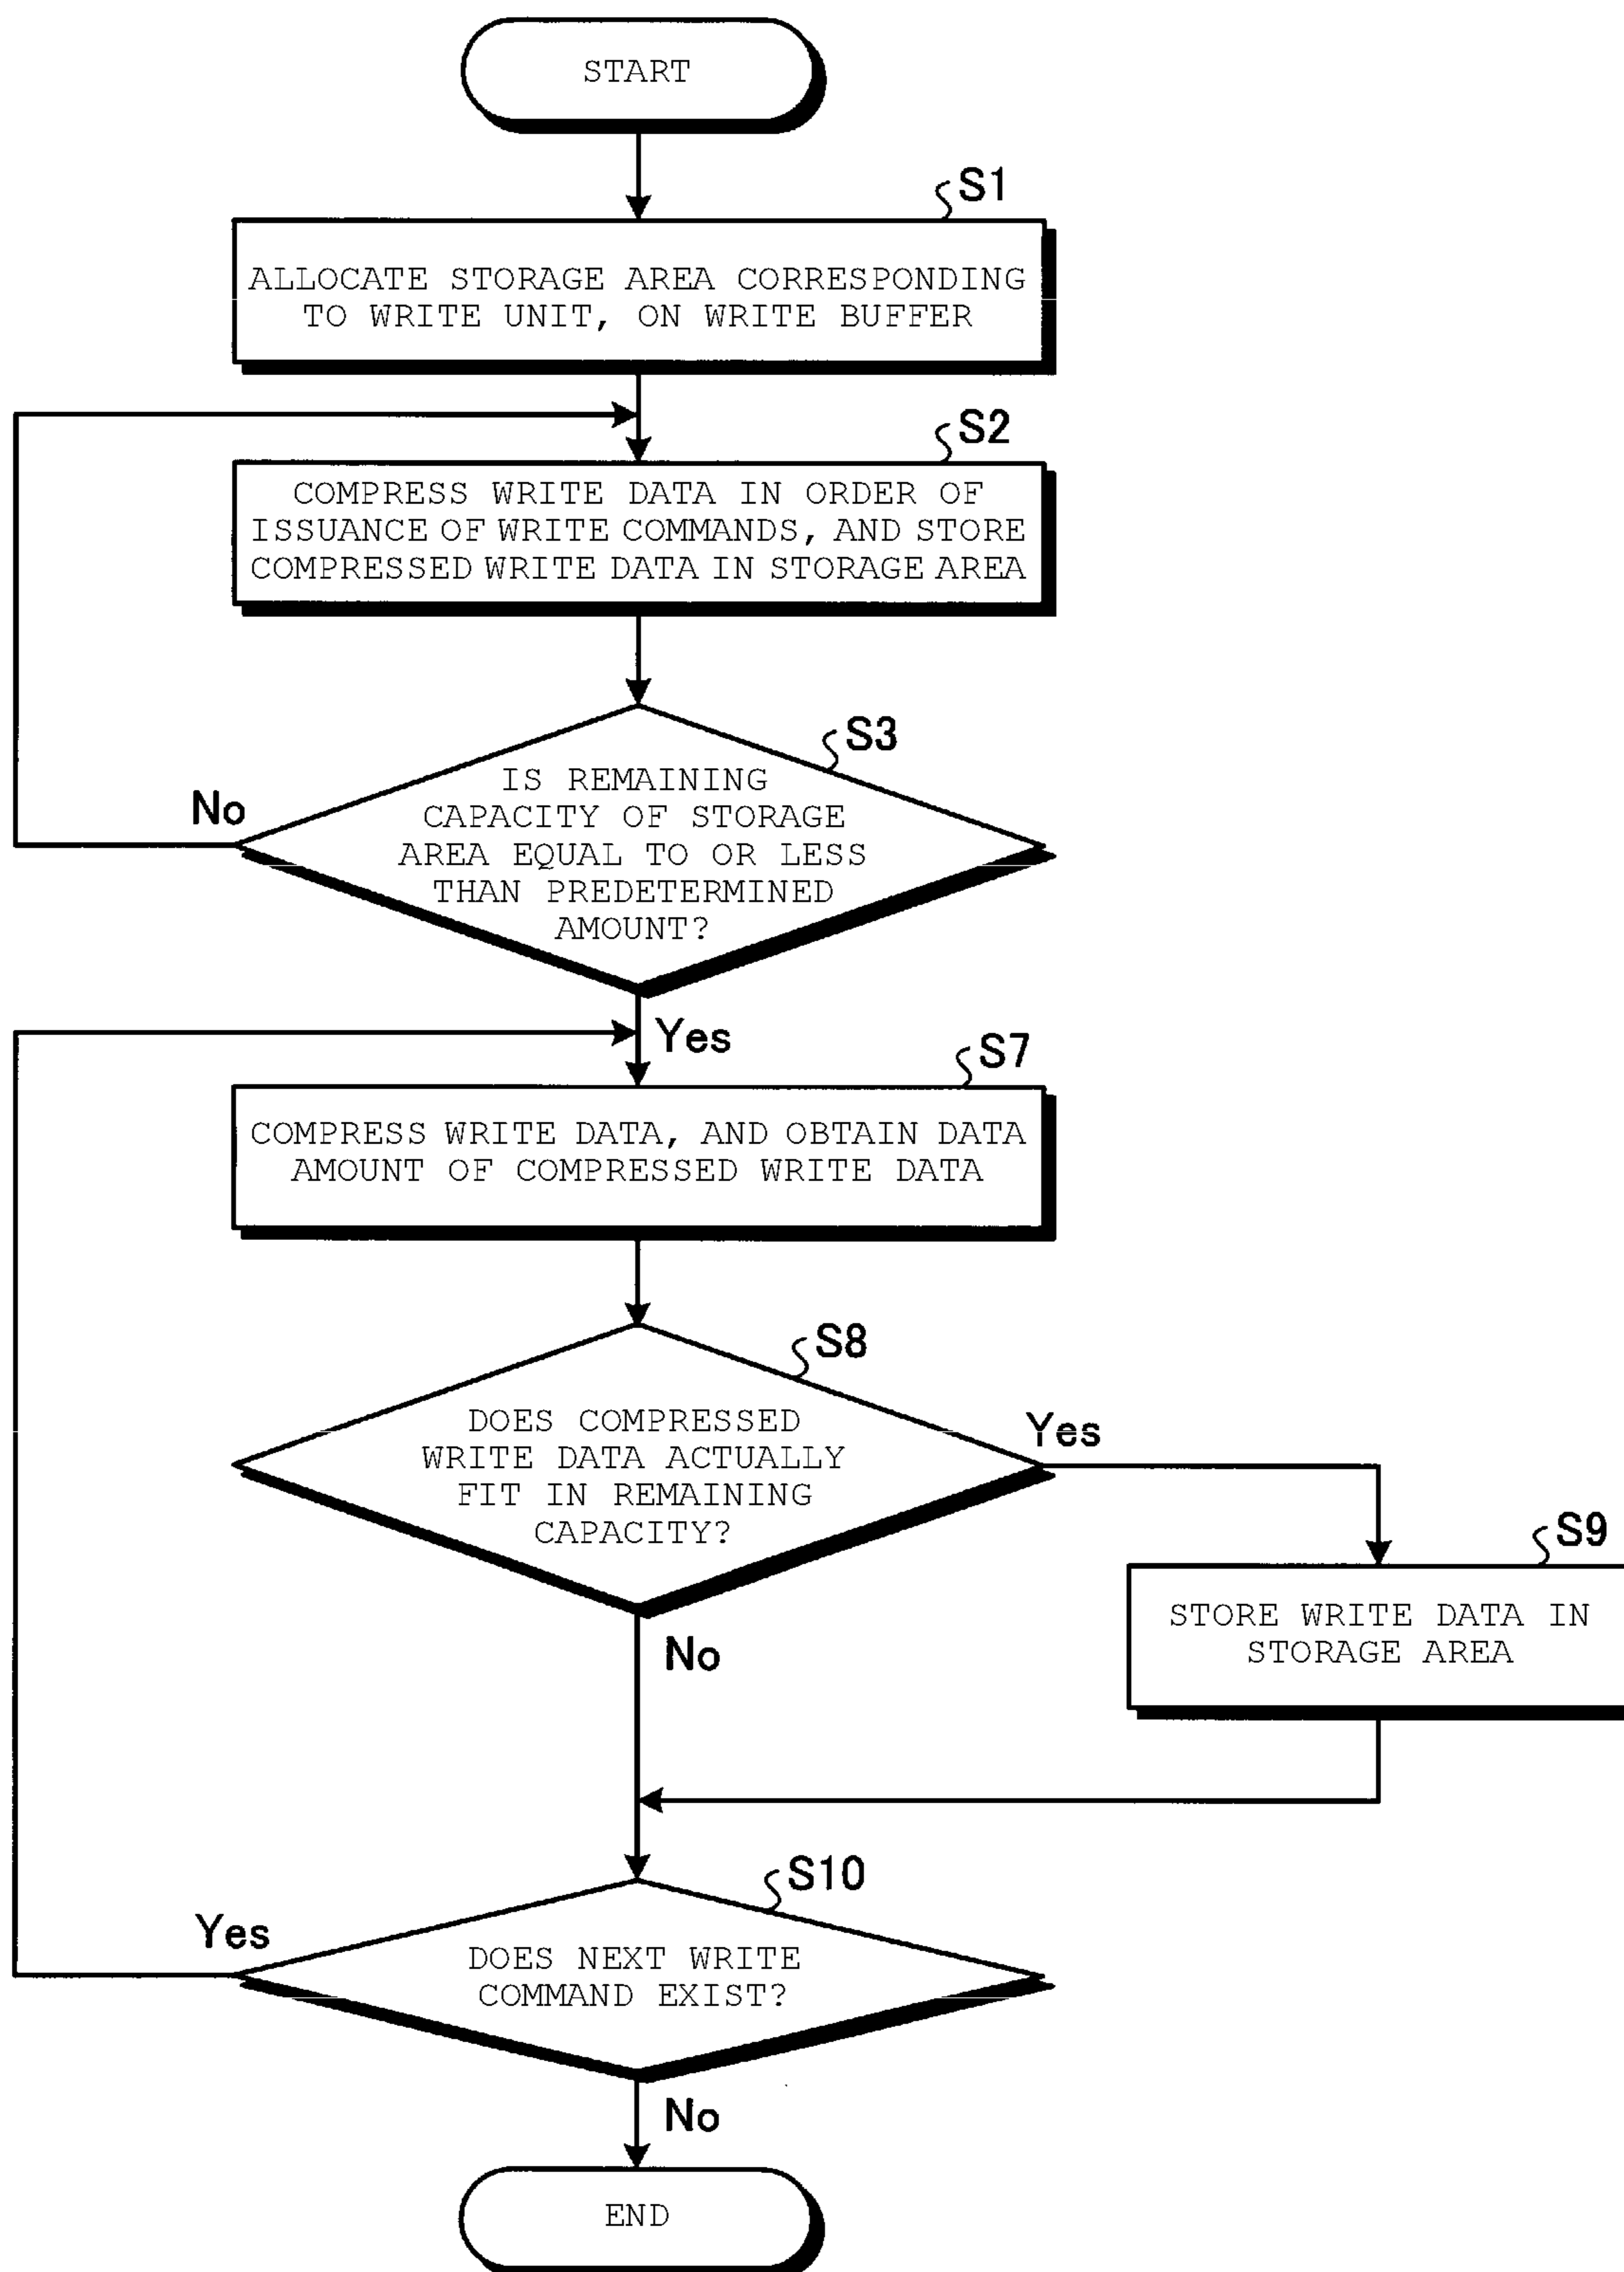 START
S1
ALLOCATE STORAGE AREA CORRESPONDING
TO WRITE UNIT, ON WRITE BUFFER
S2
COMPRESS WRITE DATA IN ORDER OF
ISSUANCE OF WRITE COMMANDS, AND STORE
COMPRESSED WRITE DATA IN STORAGE AREA
S3
IS REMAINING
CAPACITY OF STORAGE
AREA EQUAL TO OR LESS
THAN PREDETERMINED
AMOUNT?
No
Yes
S7
COMPRESS WRITE DATA, AND OBTAIN DATA
AMOUNT OF COMPRESSED WRITE DATA
S8
DOES COMPRESSED
WRITE DATA ACTUALLY
FIT IN REMAINING
CAPACITY?
Yes
S9
STORE WRITE DATA IN
STORAGE AREA
No
S10
DOES NEXT WRITE
COMMAND EXIST?
Yes
No
END